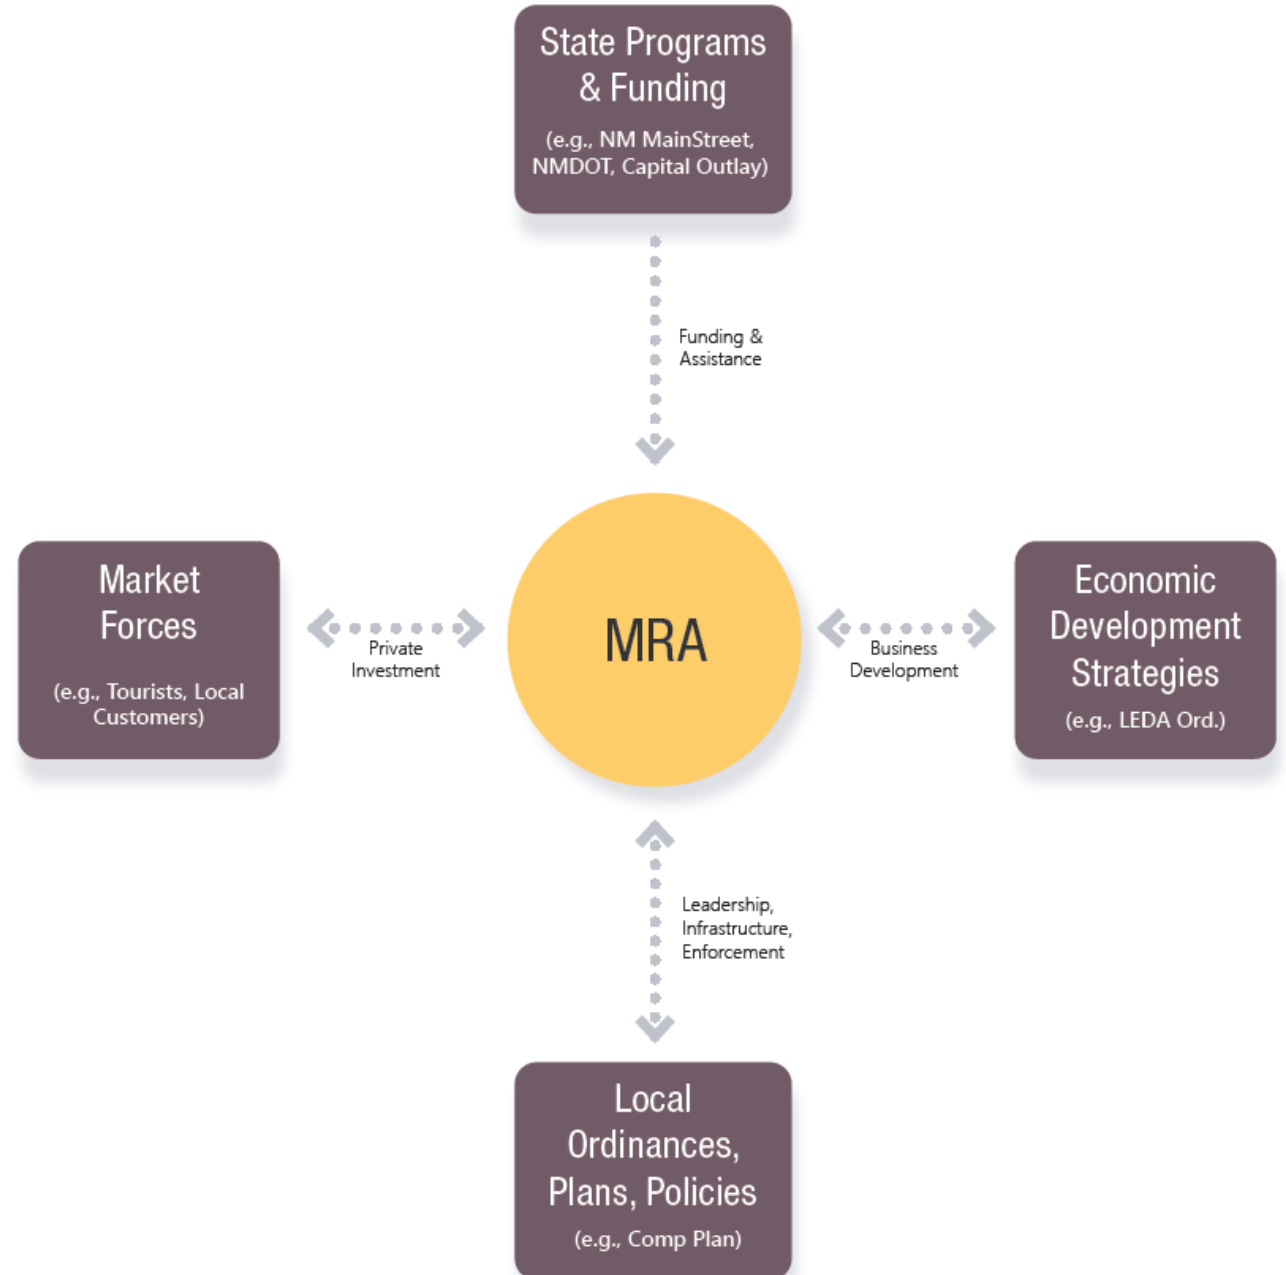 State Programs
& Funding
(e.g., NM MainStreet,
NMDOT, Capital Outlay)
Funding &
Assistance
Market
Forces
(e.g., Tourists, Local
Customers)
Private
Investment
MRA
Business
Development
Economic
Development
Strategies
(e.g., LEDA Ord.)
Leadership,
Infrastructure,
Enforcement
Local
Ordinances,
Plans, Policies
(e.g., Comp Plan)